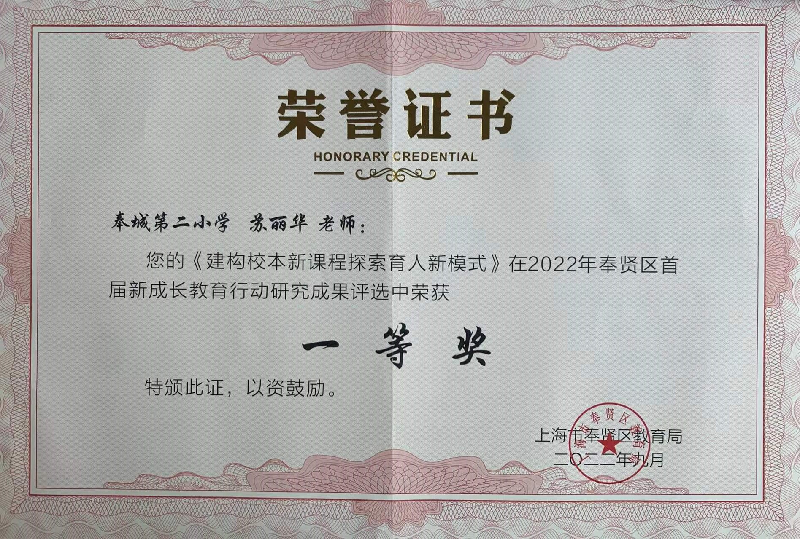 荣誉证书
HONORARY CREDENTIAL
奉城第二小学 苏丽华 老师：
您的《建构校本新课程探索育人新模式》在2022年奉贤区首
届新成长教育行动研究成果评选中荣获
一等奖
特颁此证，以资鼓励。
上海市奉贤区教育局
二〇二二年九月